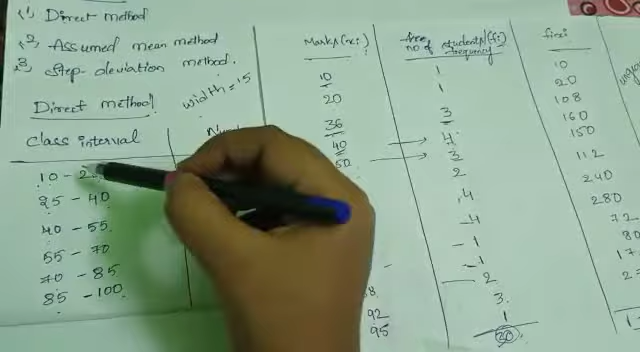 (1) Direct method
(2) Assumed mean method
(3) Step-deviation method.
Direct method!
width = 15
Class interval
10 - 2
25 - 40
40 - 55
55 - 70
70 - 85
85 - 100
Marks (xi)
10
20
36
40
50
92
95
no of students (fi)
frequency
1
1
3
4
3
2
4
4
1
1
2
3
1
fixi
10
20
108
160
150
112
240
280
72
80